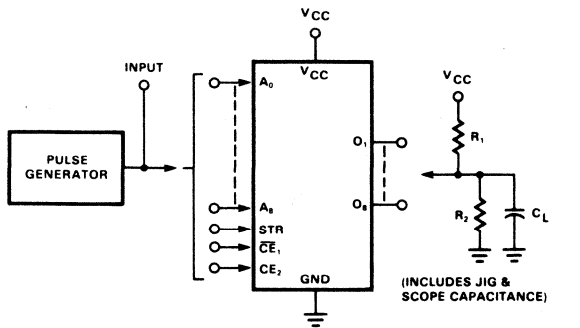 VCC
INPUT
VCC
A0
VCC
PULSE
GENERATOR
O1
R1
A8
O8
STR
R2
CL
CE1
CE2
GND
(INCLUDES JIG &
SCOPE CAPACITANCE)